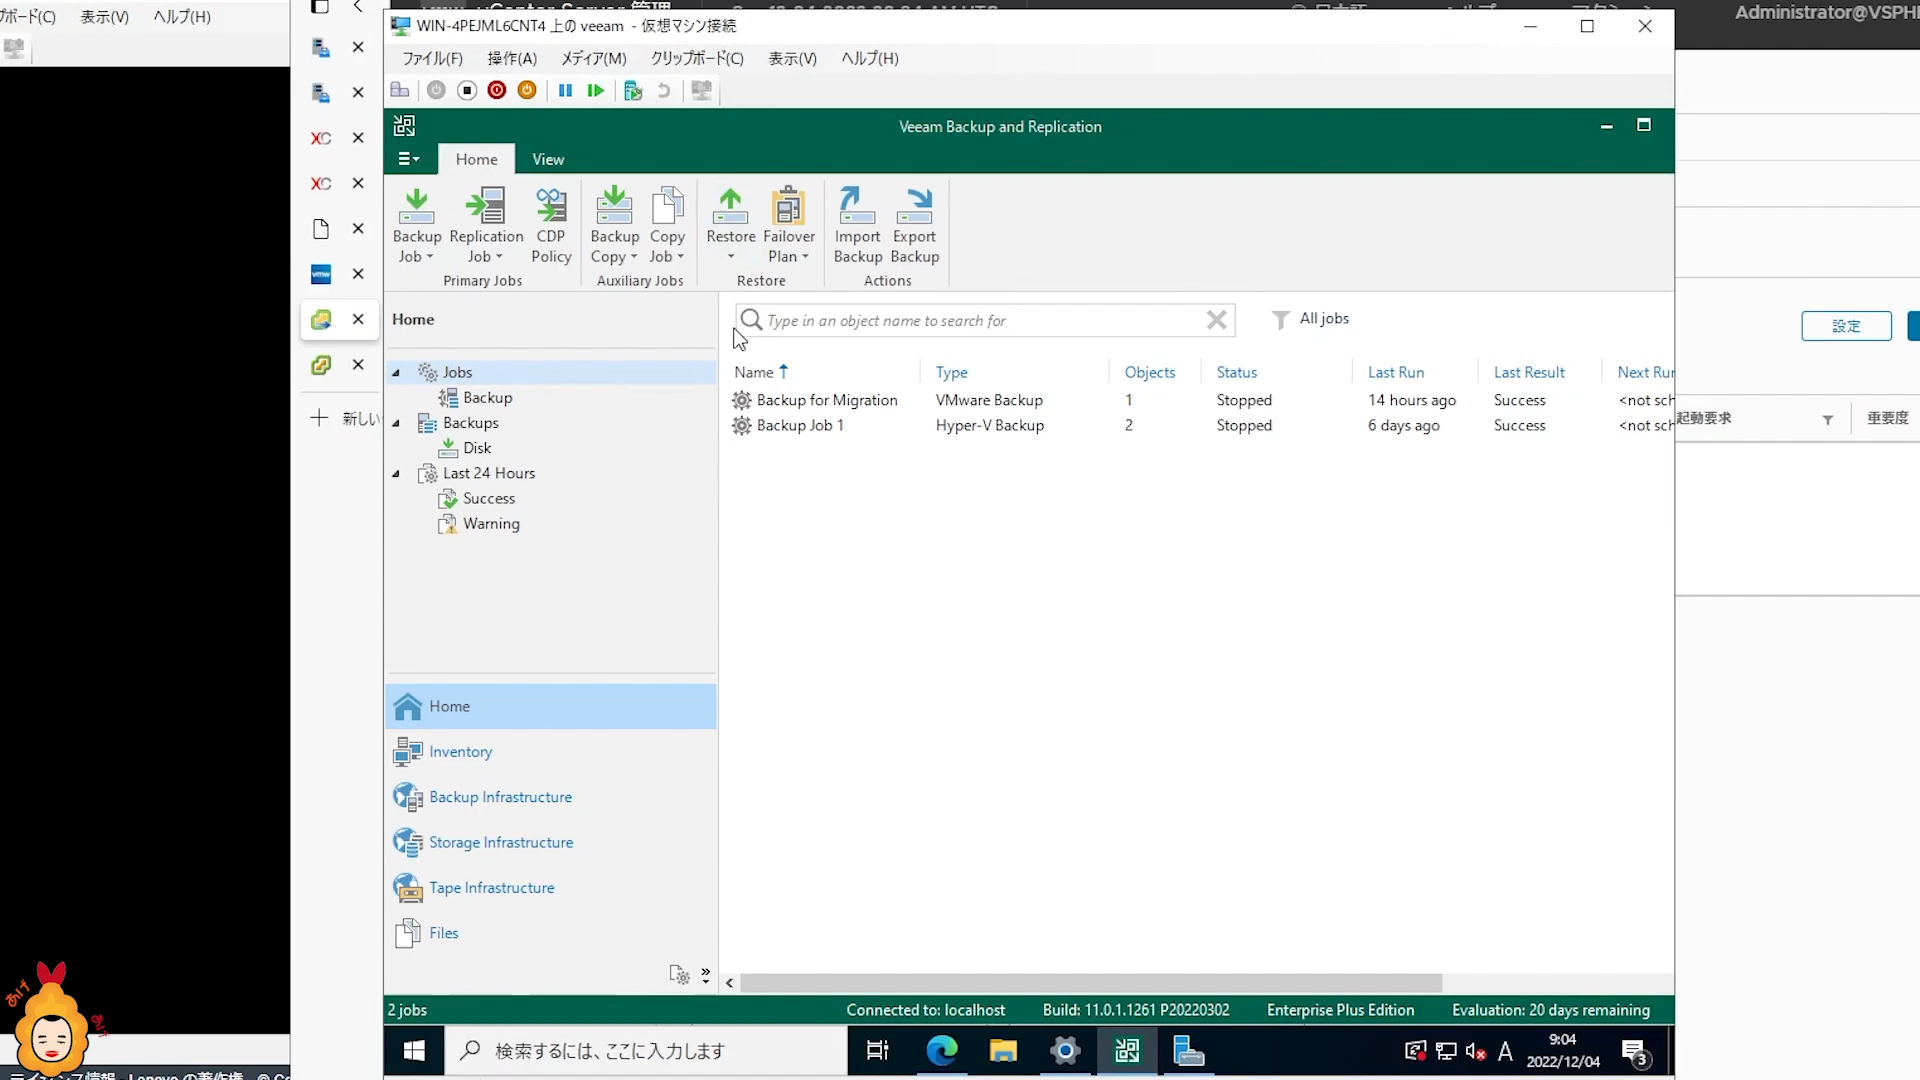 表示(V)
ヘルプ(H)
Administrator@VSPH
WIN-4PEJML6CNT4 上の veeam - 仮想マシン接続
ファイル(F) 操作(A) メディア(M) クリップボード(C) 表示(V) ヘルプ(H)
Veeam Backup and Replication
Home View
Backup Job
Replication Job
CDP Policy
Primary Jobs
Backup Copy
Copy Job
Auxiliary Jobs
Restore
Failover Plan
Restore
Import Backup
Export Backup
Actions
Home
Type in an object name to search for
All jobs
Jobs
Backup
Backups
Disk
Last 24 Hours
Success
Warning
Name Type Objects Status Last Run Last Result Next Run
Backup for Migration VMware Backup 1 Stopped 14 hours ago Success <not sch
Backup Job 1 Hyper-V Backup 2 Stopped 6 days ago Success <not sch
Home
Inventory
Backup Infrastructure
Storage Infrastructure
Tape Infrastructure
Files
XC
XC
vmw
新しい
設定
起動要求
重要度
2 jobs
Connected to: localhost
Build: 11.0.1.1261 P20220302
Enterprise Plus Edition
Evaluation: 20 days remaining
検索するには、ここに入力します
A
9:04
2022/12/04
3
あげ